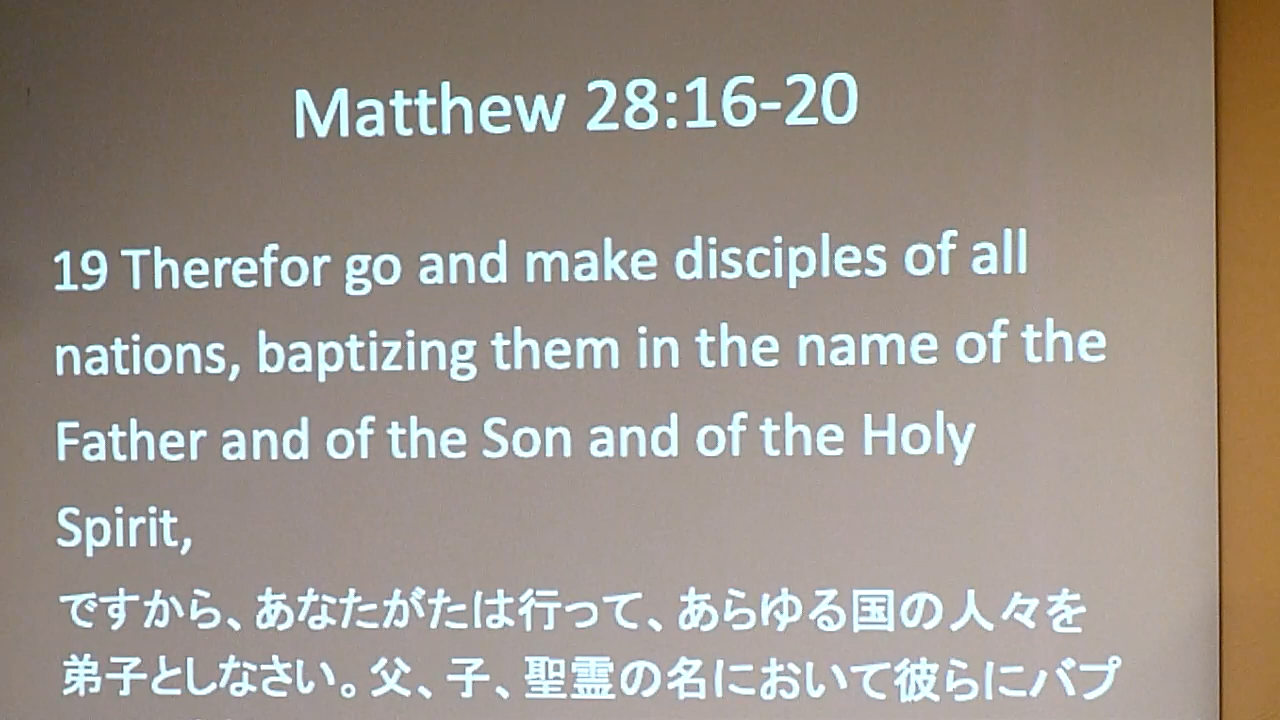 Matthew 28:16-20
19 Therefor go and make disciples of all
nations, baptizing them in the name of the
Father and of the Son and of the Holy
Spirit,
ですから、あなたがたは行って、あらゆる国の人々を
弟子としなさい。父、子、聖霊の名において彼らにバプ